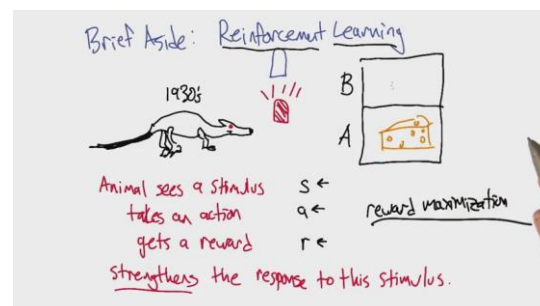 Brief Aside: Reinforcement Learning
1930's
B
A
Animal sees a stimulus s ←
takes an action a ←
gets a reward r ←
reward maximization
strengthens the response to this stimulus.